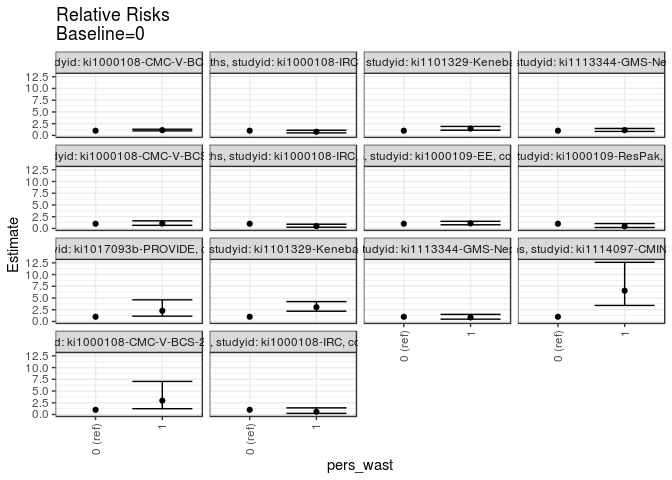 Relative Risks
Baseline=0
dyid: ki1000108-CMC-V-BC
ths, studyid: ki1000108-IRC
studyid: ki1101329-Keneba
studyid: ki1113344-GMS-Ne
12.5
10.0
7.5
5.0
2.5
0.0
dyid: ki1000108-CMC-V-BCS
ths, studyid: ki1000108-IRC,
, studyid: ki1000109-EE, co
tudyid: ki1000109-ResPak,
12.5
10.0
7.5
5.0
2.5
0.0
yid: ki1017093b-PROVIDE, c
studyid: ki1101329-Keneba
tudyid: ki1113344-GMS-Nep
s, studyid: ki1114097-CMIN
12.5
10.0
7.5
5.0
2.5
0.0
0 (ref)
1
0 (ref)
1
d: ki1000108-CMC-V-BCS-2
, studyid: ki1000108-IRC, co
12.5
10.0
7.5
5.0
2.5
0.0
0 (ref)
1
0 (ref)
1
Estimate
pers_wast